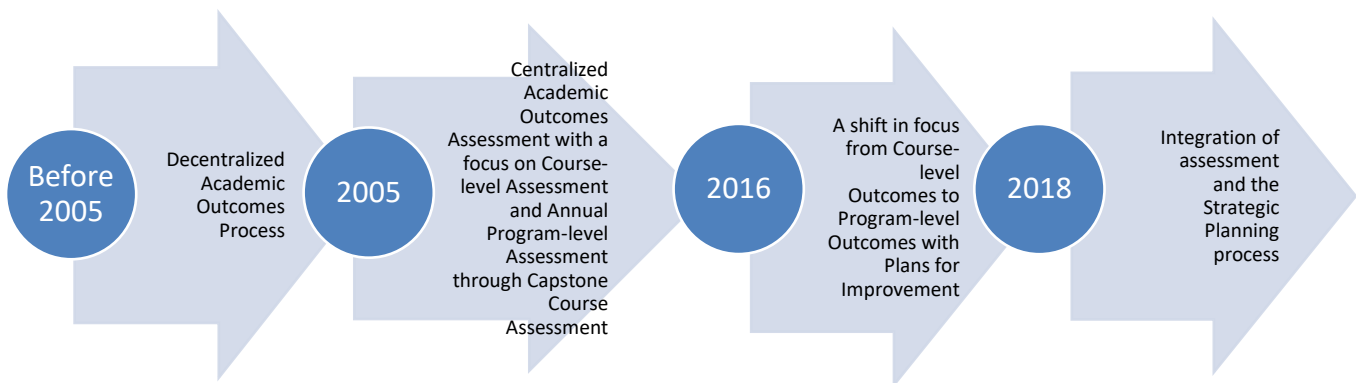 Before
2005
Decentralized
Academic
Outcomes
Process
2005
Centralized
Academic
Outcomes
Assessment with a
focus on Course-
level Assessment
and Annual
Program-level
Assessment
through Capstone
Course
Assessment
2016
A shift in focus
from Course-
level
Outcomes to
Program-level
Outcomes with
Plans for
Improvement
2018
Integration of
assessment
and the
Strategic
Planning
process